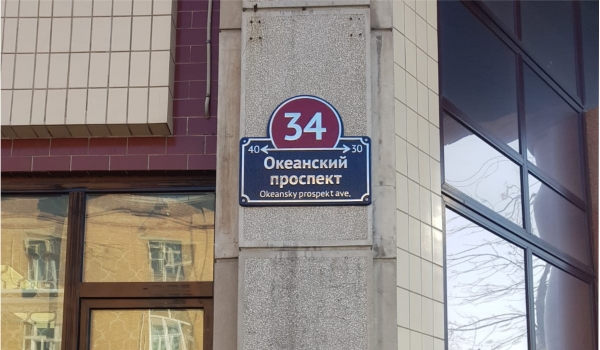 34
40 30
Океанский
проспект
Okeansky prospekt ave.